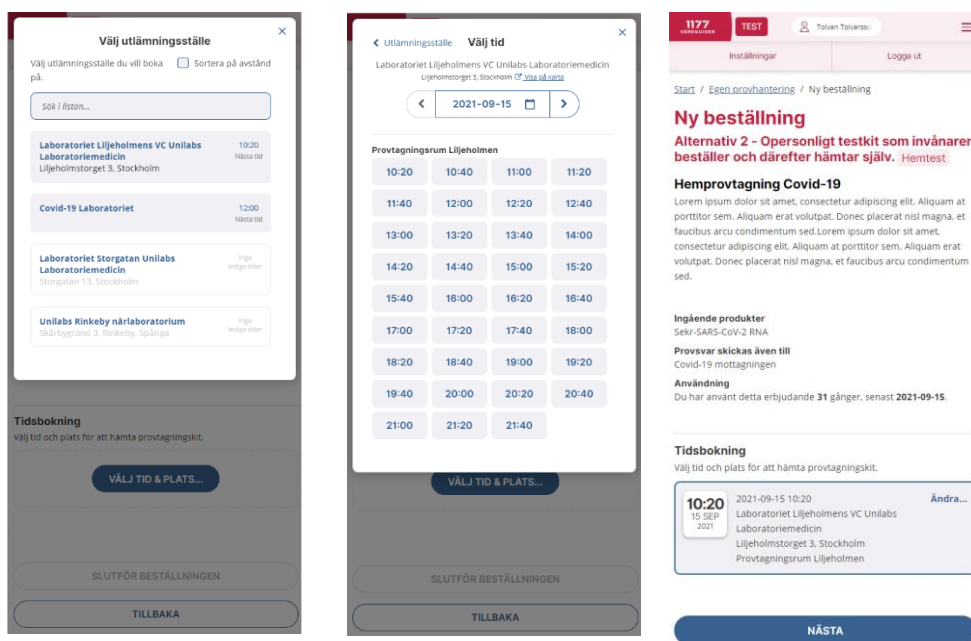 Välj utlämningsställe
Välj utlämningsställe du vill boka
på.
Sortera på avstånd
Sök i listan...
Laboratoriet Liljeholmens VC Unilabs
Laboratoriemedicin
Liljeholmstorget 3, Stockholm
10:20
Nästa tid
Covid-19 Laboratoriet
12:00
Nästa tid
Laboratoriet Storgatan Unilabs
Laboratoriemedicin
Storgatan 13, Stockholm
Inga
lediga tider
Unilabs Rinkeby närlaboratorium
Skårbygränd 3, Rinkeby, Spånga
Inga
lediga tider
Tidsbokning
Välj tid och plats för att hämta provtagningskit.
VÄLJ TID & PLATS...
SLUTFÖR BESTÄLLNINGEN
TILLBAKA
Utlämningsställe Välj tid
Laboratoriet Liljeholmens VC Unilabs Laboratoriemedicin
Liljeholmstorget 3, Stockholm Visa på karta
2021-09-15
Provtagningsrum Liljeholmen
10:20 10:40 11:00 11:20
11:40 12:00 12:20 12:40
13:00 13:20 13:40 14:00
14:20 14:40 15:00 15:20
15:40 16:00 16:20 16:40
17:00 17:20 17:40 18:00
18:20 18:40 19:00 19:20
19:40 20:00 20:20 20:40
21:00 21:20 21:40
VÄLJ TID & PLATS...
SLUTFÖR BESTÄLLNINGEN
TILLBAKA
1177
VÅRDGUIDEN
TEST
Tolvan Tolvarsso
Inställningar
Logga ut
Start / Egen provhantering / Ny beställning
Ny beställning
Alternativ 2 - Opersonligt testkit som invånaren
beställer och därefter hämtar själv. Hemtest
Hemprovtagning Covid-19
Lorem ipsum dolor sit amet, consectetur adipiscing elit. Aliquam at
porttitor sem. Aliquam erat volutpat. Donec placerat nisl magna, et
faucibus arcu condimentum sed.Lorem ipsum dolor sit amet,
consectetur adipiscing elit. Aliquam at porttitor sem. Aliquam erat
volutpat. Donec placerat nisl magna, et faucibus arcu condimentum
sed.
Ingående produkter
Sekr-SARS-CoV-2 RNA
Provsvar skickas även till
Covid-19 mottagningen
Användning
Du har använt detta erbjudande 31 gånger, senast 2021-09-15.
Tidsbokning
Välj tid och plats för att hämta provtagningskit.
10:20
15 SEP
2021
2021-09-15 10:20
Laboratoriet Liljeholmens VC Unilabs
Laboratoriemedicin
Liljeholmstorget 3, Stockholm
Provtagningsrum Liljeholmen
Ändra...
NÄSTA